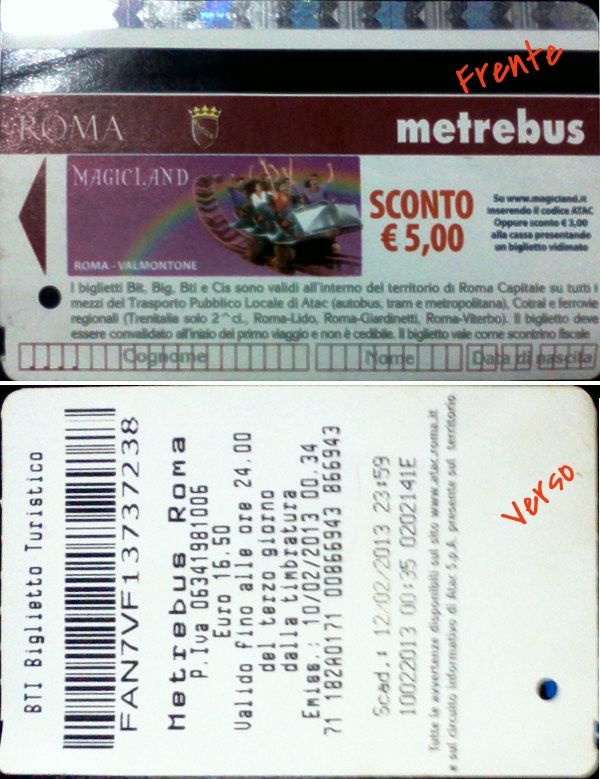 Frente
ROMA
metrebus
MAGICLAND
ROMA - VALMONTONE
SCONTO
€ 5,00
Su www.magicland.it
inserendo il codice ATAC
Oppure sconto € 3,00
alla cassa presentando
un biglietto vidimato
I biglietti Bit, Big, Bti e Cis sono validi all'interno del territorio di Roma Capitale su tutti i
mezzi del Trasporto Pubblico Locale di Atac (autobus, tram e metropolitana), Cotral e ferrovie
regionali (Trenitalia solo 2^ cl., Roma-Lido, Roma-Giardinetti, Roma-Viterbo). Il biglietto deve
essere convalidato all'inizio del primo viaggio e non è cedibile. Il biglietto vale come scontrino fiscale
Cognome Nome Data di nascita
Verso
BTI Biglietto Turistico
FAN7VF13737238
Metrebus Roma
P.Iva 06341981006
Euro 16.50
Valido fino alle ore 24.00
del terzo giorno
dalla timbratura
Emiss.: 10/02/2013 00.34
71 182A0171 00866943 866943
Scad.: 12/02/2013 23:59
10022013 00:35 0202141E
Tutte le avvertenze disponibili sul sito www.atac.roma.it
e sul circuito informativo di Atac S.p.A. presente sul territorio